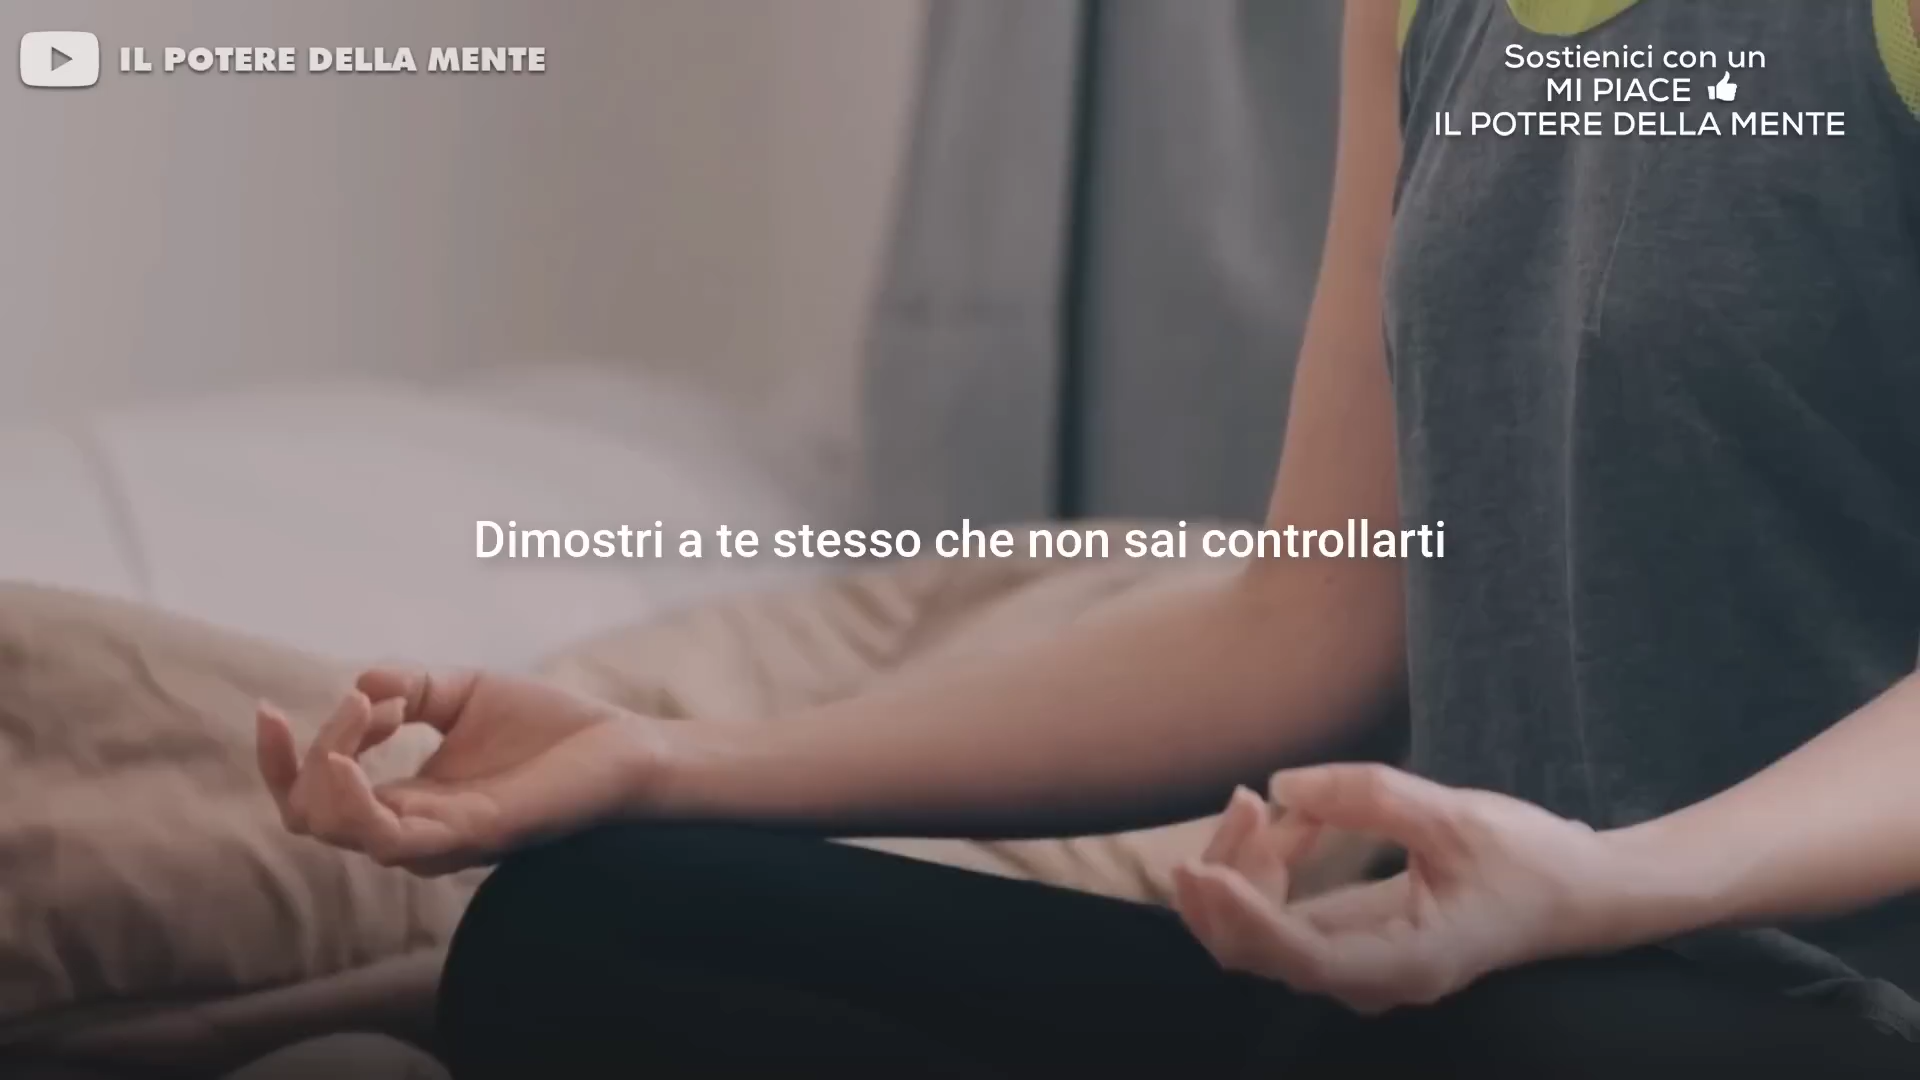 IL POTERE DELLA MENTE
Sostienici con un
MI PIACE
IL POTERE DELLA MENTE
Dimostri a te stesso che non sai controllarti